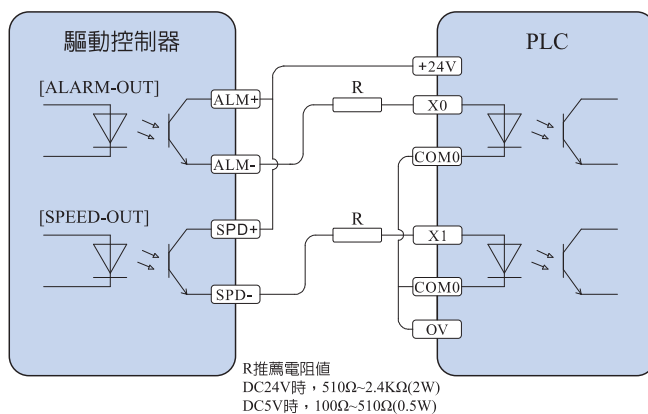 驅動控制器
PLC
+24V
[ALARM-OUT]
ALM+
R
X0
ALM-
COM0
[SPEED-OUT]
SPD+
R
X1
SPD-
COM0
OV
R推薦電阻值
DC24V時，510Ω~2.4KΩ(2W)
DC5V時，100Ω~510Ω(0.5W)